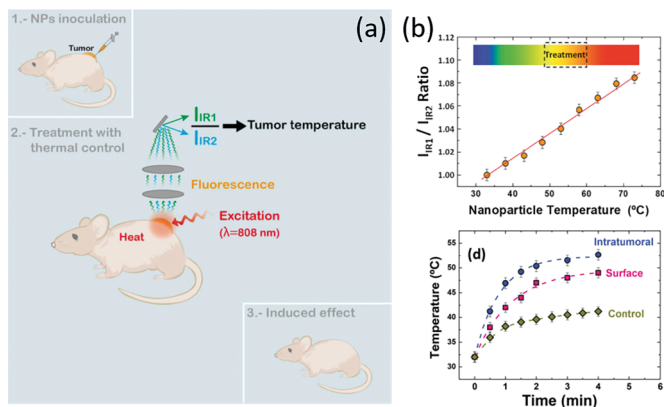 1.- NPs inoculation
(a)
Tumor
2.- Treatment with
thermal control
I_IR1
I_IR2
Tumor temperature
Fluorescence
Excitation
(λ=808 nm)
Heat
3.- Induced effect
(b)
Treatment
I_IR1 / I_IR2 Ratio
1.10
1.08
1.06
1.04
1.02
1.00
30 40 50 60 70 80
Nanoparticle Temperature (ºC)
(d)
Intratumoral
Surface
Control
Temperature (ºC)
55
50
45
40
35
30
0 1 2 3 4 5 6
Time (min)